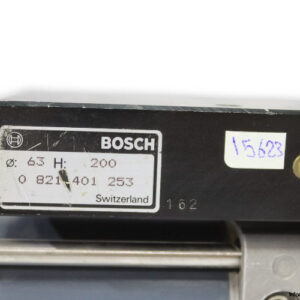 BOSCH
Ø: 63 H: 200
0 821 401 253
Switzerland
162
15623